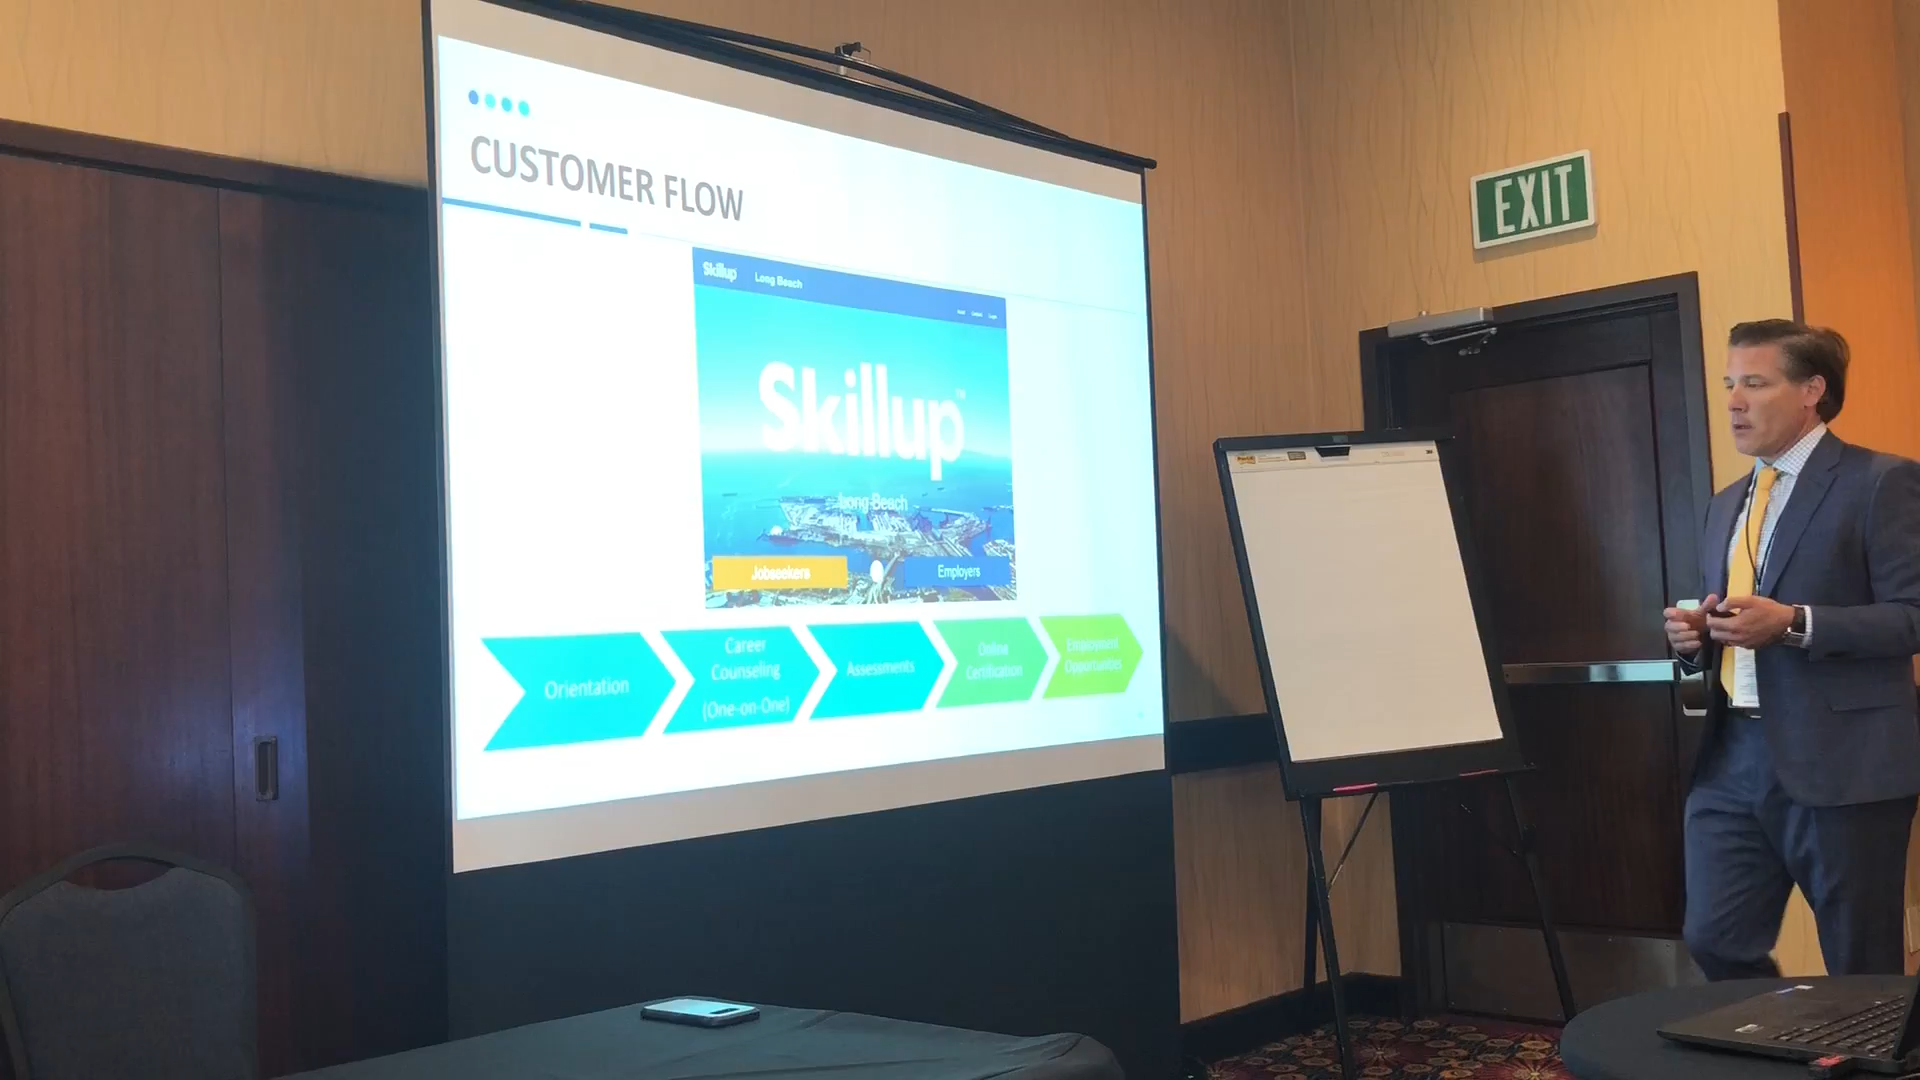 CUSTOMER FLOW
Skillup Long Beach
Skillup™
Long Beach
Jobseekers
Employers
Orientation
Career
Counseling
(One-on-One)
Assessments
Online
Certification
Employment
Opportunities
EXIT